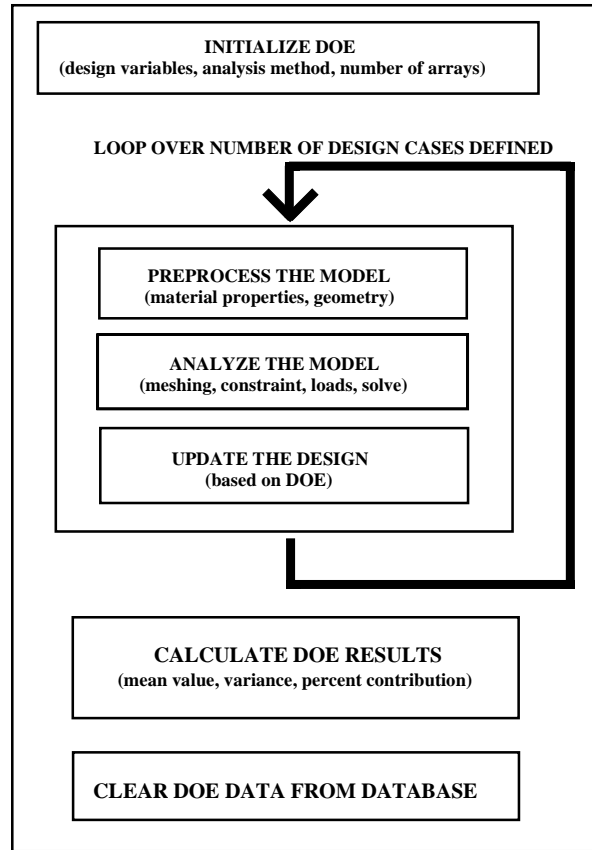 INITIALIZE DOE
(design variables, analysis method, number of arrays)
LOOP OVER NUMBER OF DESIGN CASES DEFINED
PREPROCESS THE MODEL
(material properties, geometry)
ANALYZE THE MODEL
(meshing, constraint, loads, solve)
UPDATE THE DESIGN
(based on DOE)
CALCULATE DOE RESULTS
(mean value, variance, percent contribution)
CLEAR DOE DATA FROM DATABASE